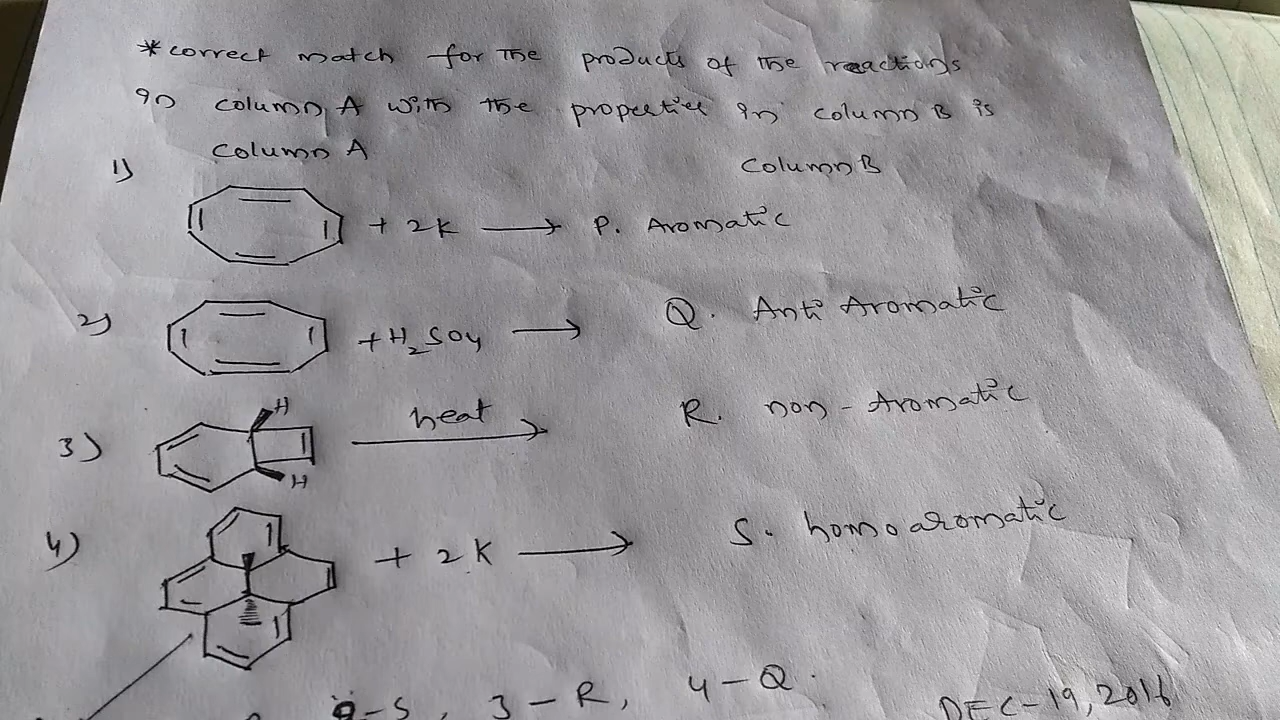 *correct match for the products of the reactions
in column A with the properties in column B is
Column A Column B
1) + 2K → P. Aromatic
2) + H2SO4 → Q. Anti Aromatic
3) H H heat → R. non-Aromatic
4) + 2K → S. homoaromatic
2-S, 3-R, 4-Q.
DEC-19, 2016